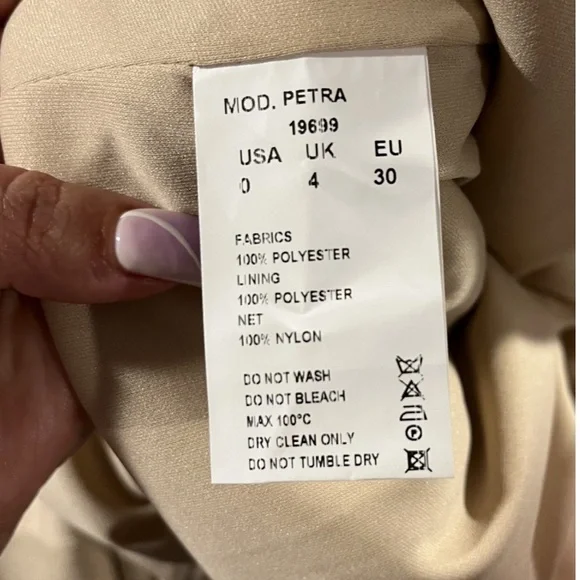 MOD. PETRA
19699
USA UK EU
0 4 30
FABRICS
100% POLYESTER
LINING
100% POLYESTER
NET
100% NYLON
DO NOT WASH
DO NOT BLEACH
MAX 100°C
DRY CLEAN ONLY
DO NOT TUMBLE DRY